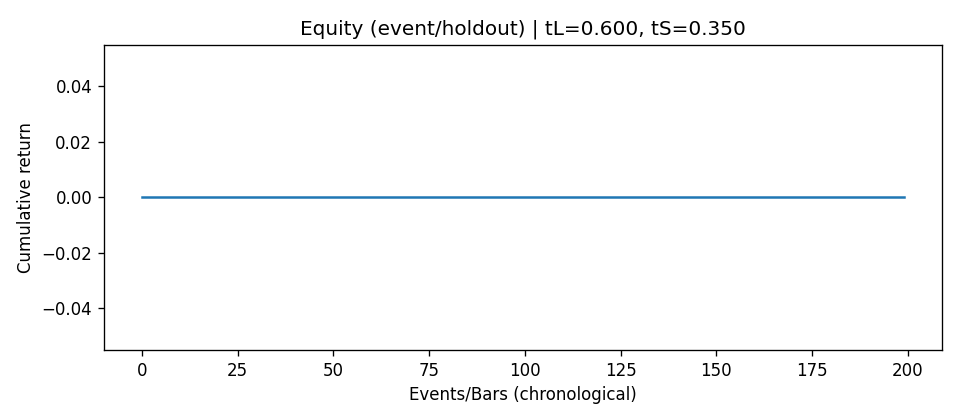 Equity (event/holdout) | tL=0.600, tS=0.350
Cumulative return
0.04
0.02
0.00
−0.02
−0.04
0 25 50 75 100 125 150 175 200
Events/Bars (chronological)